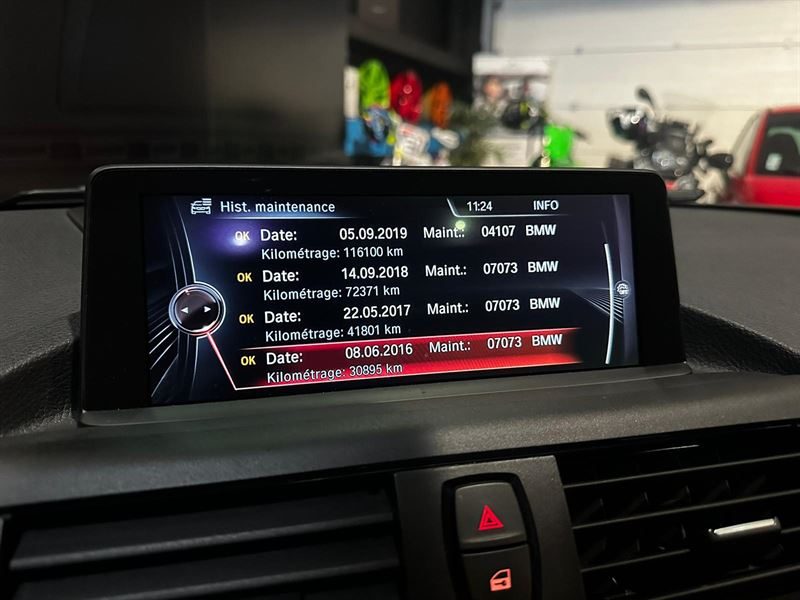 Hist. maintenance 11:24 INFO
OK Date: 05.09.2019 Maint.: 04107 BMW
Kilométrage: 116100 km
OK Date: 14.09.2018 Maint.: 07073 BMW
Kilométrage: 72371 km
OK Date: 22.05.2017 Maint.: 07073 BMW
Kilométrage: 41801 km
OK Date: 08.06.2016 Maint.: 07073 BMW
Kilométrage: 30895 km